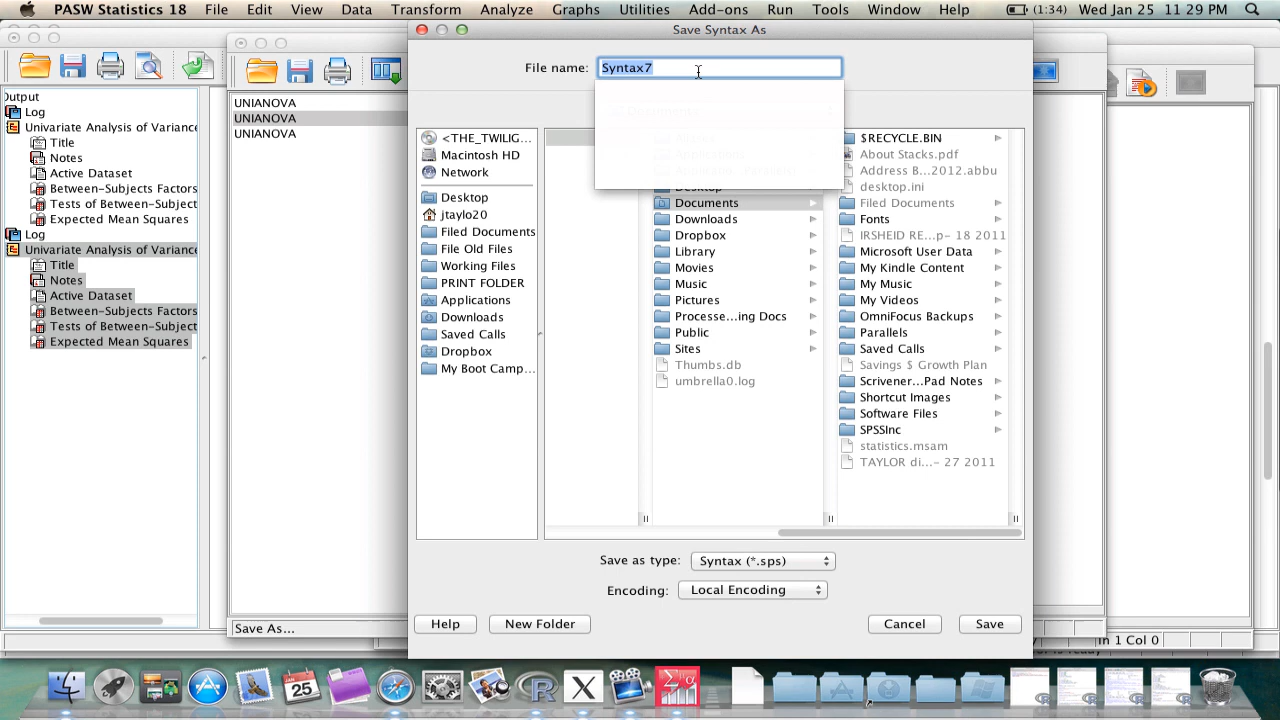 PASW Statistics 18 File Edit View Data Transform Analyze Graphs Utilities Add-ons Run Tools Window Help (1:34) Wed Jan 25 11:29 PM
Save Syntax As
File name: Syntax7
Output
Log
Univariate Analysis of Variance
Title
Notes
Active Dataset
Between-Subjects Factors
Tests of Between-Subject
Expected Mean Squares
Log
Univariate Analysis of Variance
Title
Notes
Active Dataset
Between-Subjects Factors
Tests of Between-Subject
Expected Mean Squares
UNIANOVA
UNIANOVA
UNIANOVA
Save As...
<THE_TWILIG...
Macintosh HD
Network
Desktop
jtaylo20
Filed Documents
File Old Files
Working Files
PRINT FOLDER
Applications
Downloads
Saved Calls
Dropbox
My Boot Camp...
Desktop
Documents
Downloads
Dropbox
Library
Movies
Music
Pictures
Processe...ing Docs
Public
Sites
Thumbs.db
umbrella0.log
$RECYCLE.BIN
About Stacks.pdf
Address B...2012.abbu
desktop.ini
Filed Documents
Fonts
IRSHEID RE...p- 18 2011
Microsoft User Data
My Kindle Content
My Music
My Videos
OmniFocus Backups
Parallels
Saved Calls
Savings $ Growth Plan
Scrivener...Pad Notes
Shortcut Images
Software Files
SPSSInc
statistics.msam
TAYLOR di...- 27 2011
Save as type: Syntax (*.sps)
Encoding: Local Encoding
Help New Folder Cancel Save
In 1 Col 0
JAN
25